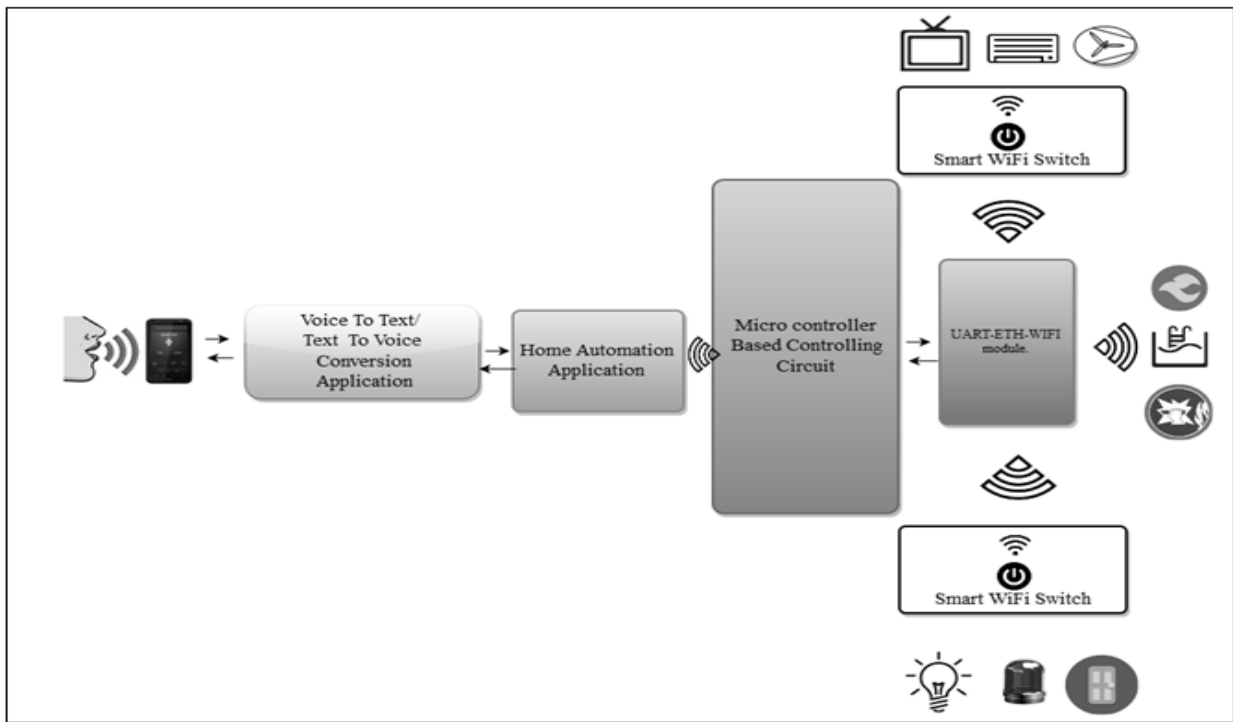 Smart WiFi Switch
Voice To Text/
Text To Voice
Conversion
Application
Home Automation
Application
Micro controller
Based Controlling
Circuit
UART-ETH-WIFI
module.
Smart WiFi Switch